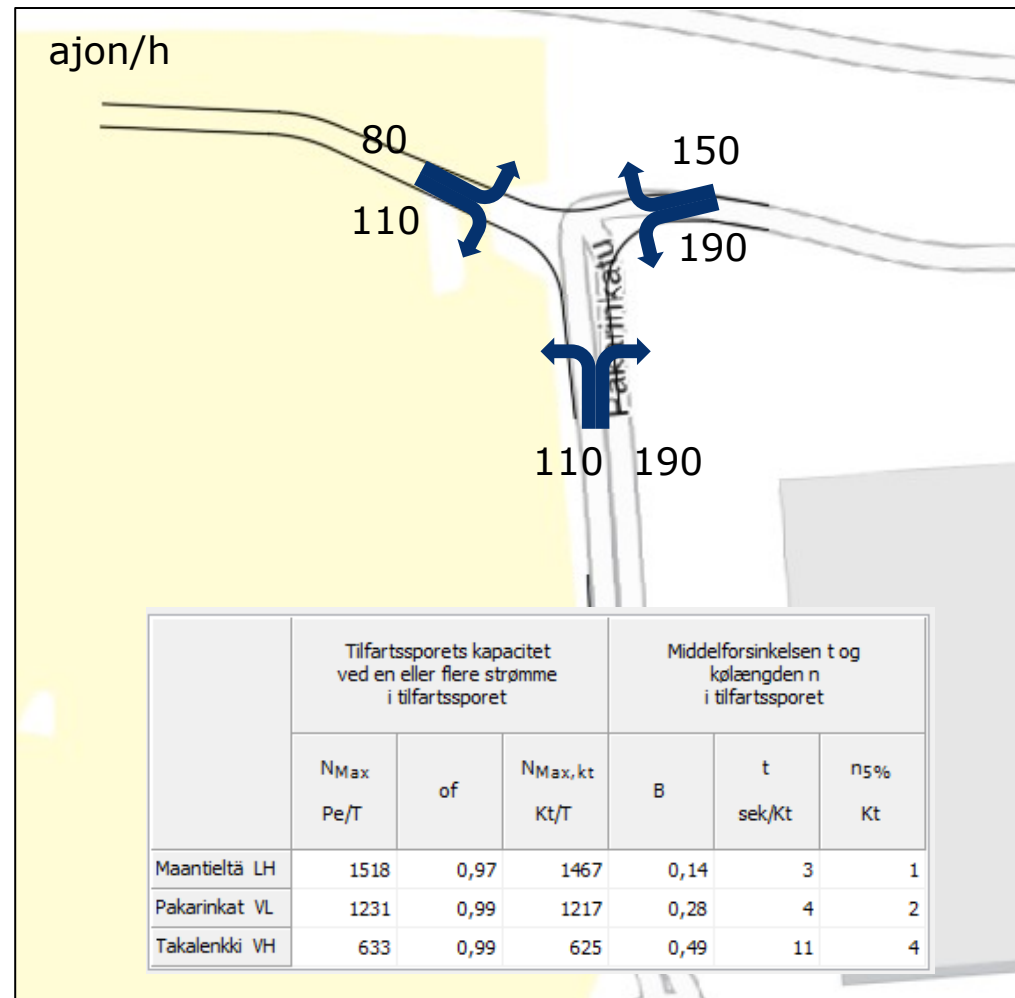 ajon/h
80
150
110
190
Pakarinkatu
110 190
Tilfartssporets kapacitet
ved en eller flere strømme
i tilfartssporet
Middelforsinkelsen t og
kølængden n
i tilfartssporet
NMax
Pe/T
of
NMax,kt
Kt/T
B
t
sek/Kt
n5%
Kt
Maantieltä LH 1518 0,97 1467 0,14 3 1
Pakarinkat VL 1231 0,99 1217 0,28 4 2
Takalenkki VH 633 0,99 625 0,49 11 4